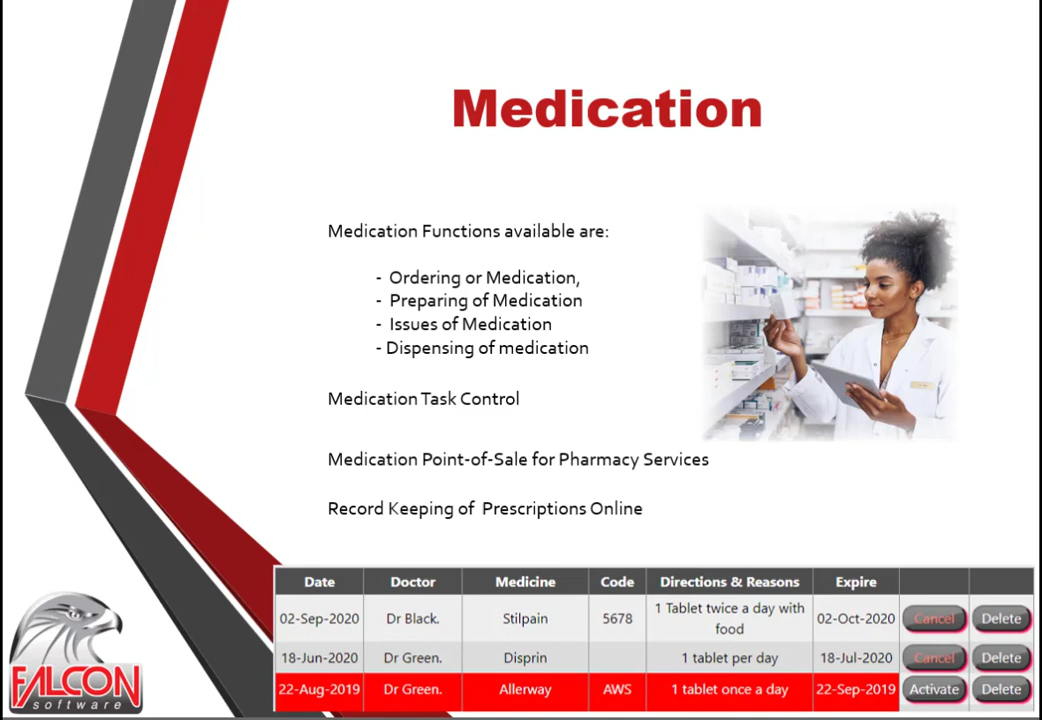 Medication
Medication Functions available are:
- Ordering or Medication,
- Preparing of Medication
- Issues of Medication
- Dispensing of medication
Medication Task Control
Medication Point-of-Sale for Pharmacy Services
Record Keeping of Prescriptions Online
Date Doctor Medicine Code Directions & Reasons Expire
02-Sep-2020 Dr Black. Stilpain 5678 1 Tablet twice a day with food 02-Oct-2020 Cancel Delete
18-Jun-2020 Dr Green. Disprin 1 tablet per day 18-Jul-2020 Cancel Delete
22-Aug-2019 Dr Green. Allerway AWS 1 tablet once a day 22-Sep-2019 Activate Delete
FALCON
software